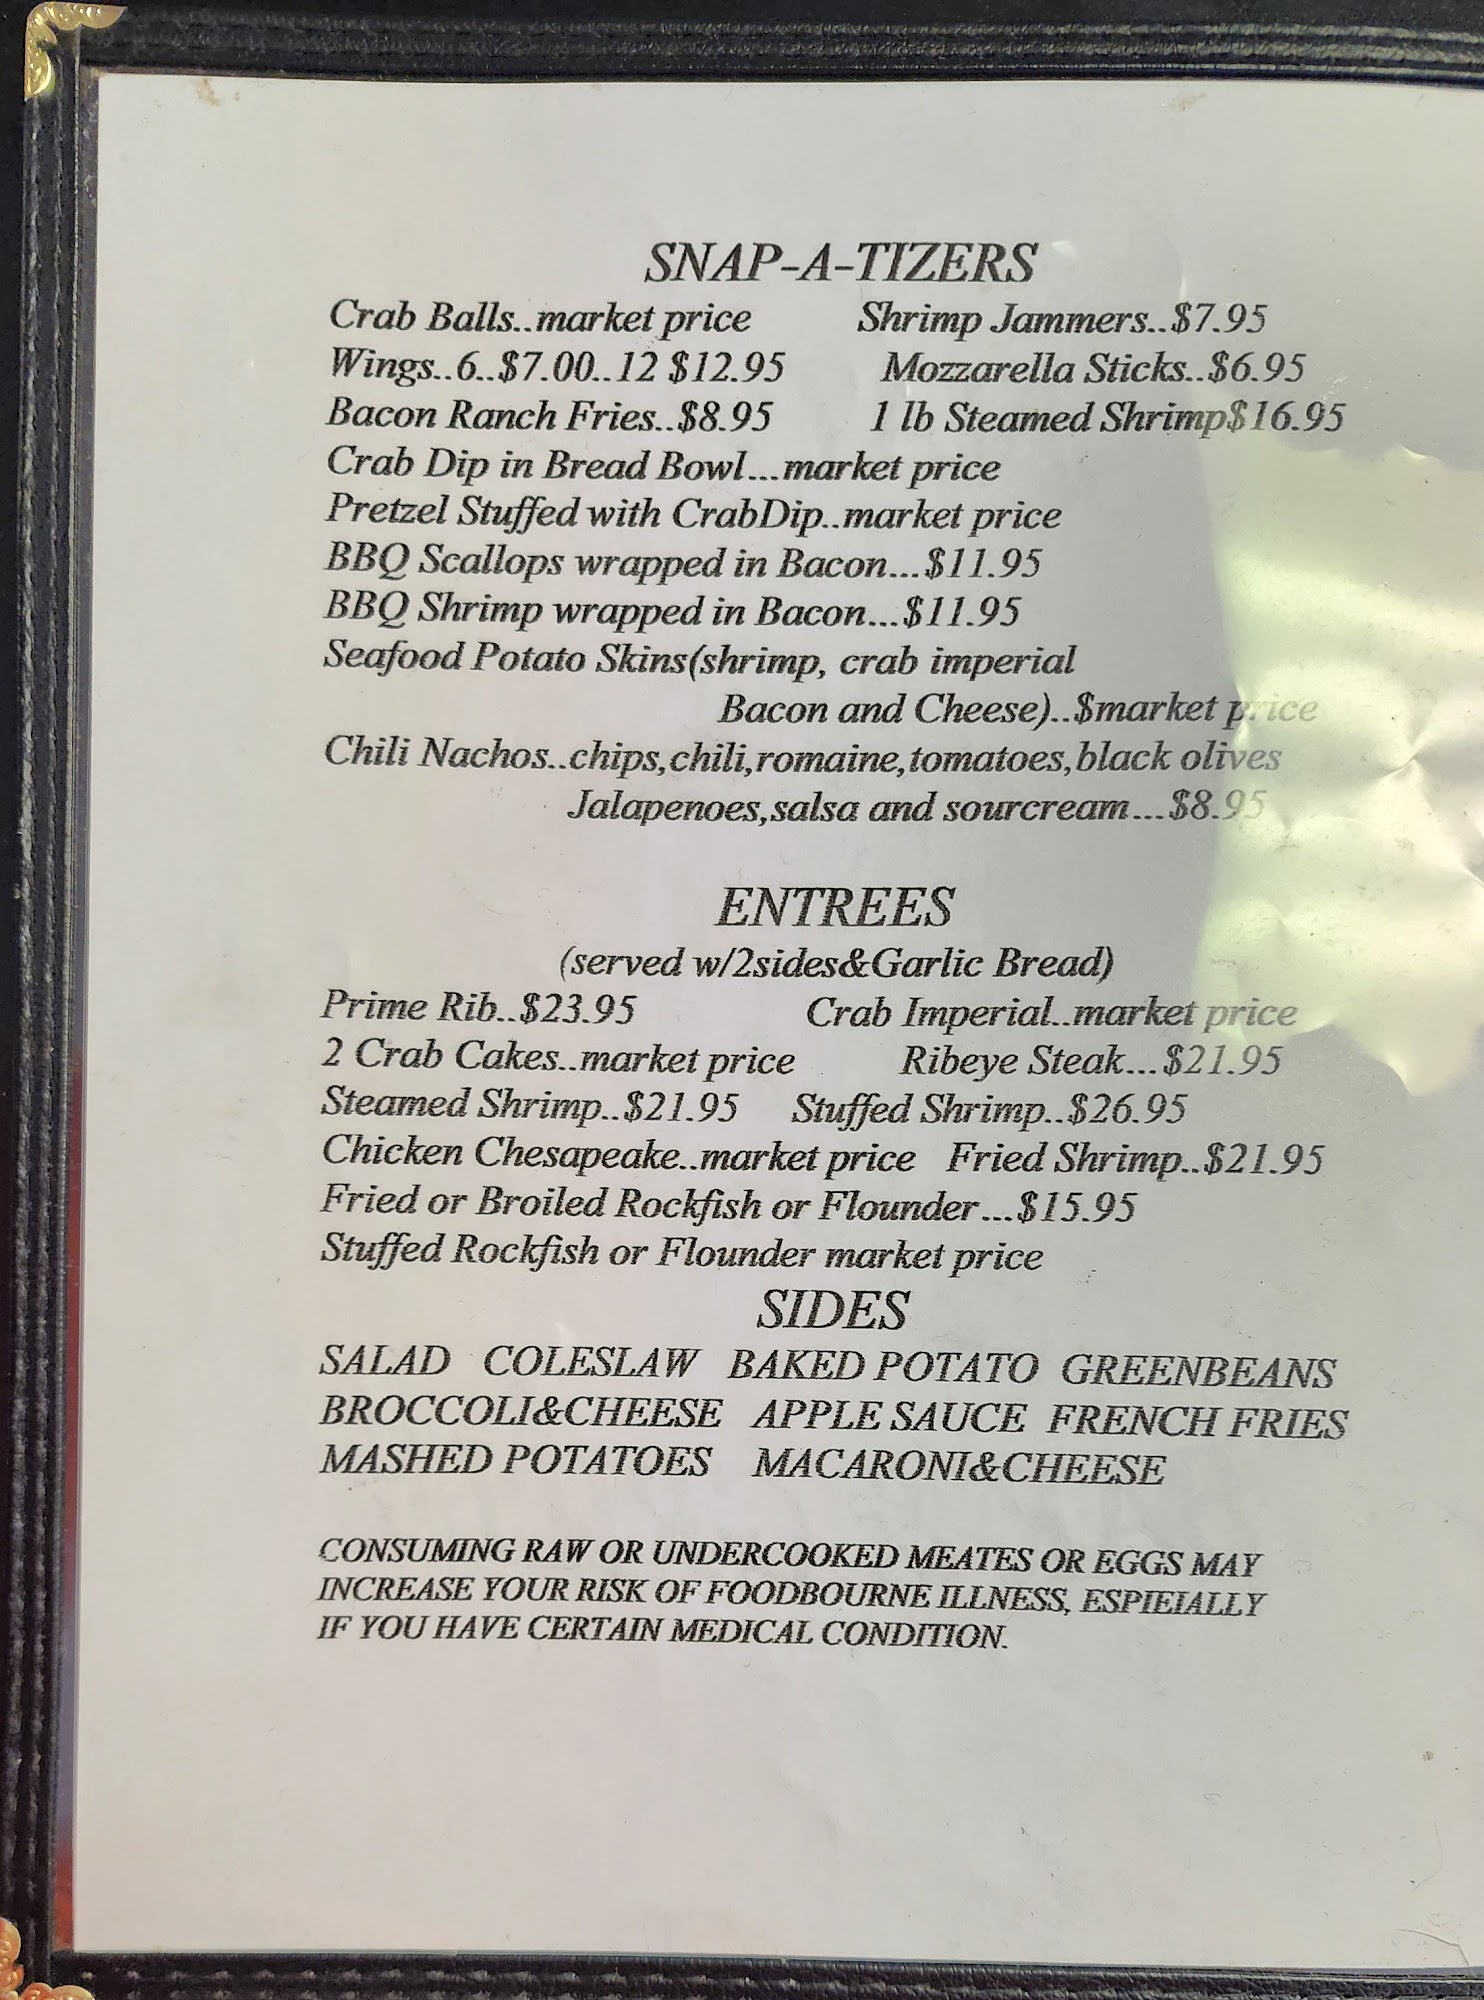 SNAP-A-TIZERS
Crab Balls..market price Shrimp Jammers..$7.95
Wings..6..$7.00..12 $12.95 Mozzarella Sticks..$6.95
Bacon Ranch Fries..$8.95 1 lb Steamed Shrimp$16.95
Crab Dip in Bread Bowl...market price
Pretzel Stuffed with CrabDip..market price
BBQ Scallops wrapped in Bacon...$11.95
BBQ Shrimp wrapped in Bacon...$11.95
Seafood Potato Skins(shrimp, crab imperial
Bacon and Cheese)..$market price
Chili Nachos..chips,chili,romaine,tomatoes,black olives
Jalapenoes,salsa and sourcream...$8.95
ENTREES
(served w/2sides&Garlic Bread)
Prime Rib..$23.95 Crab Imperial..market price
2 Crab Cakes..market price Ribeye Steak...$21.95
Steamed Shrimp..$21.95 Stuffed Shrimp..$26.95
Chicken Chesapeake..market price Fried Shrimp..$21.95
Fried or Broiled Rockfish or Flounder...$15.95
Stuffed Rockfish or Flounder market price
SIDES
SALAD COLESLAW BAKED POTATO GREENBEANS
BROCCOLI&CHEESE APPLE SAUCE FRENCH FRIES
MASHED POTATOES MACARONI&CHEESE
CONSUMING RAW OR UNDERCOOKED MEATES OR EGGS MAY
INCREASE YOUR RISK OF FOODBOURNE ILLNESS, ESPIEIALLY
IF YOU HAVE CERTAIN MEDICAL CONDITION.